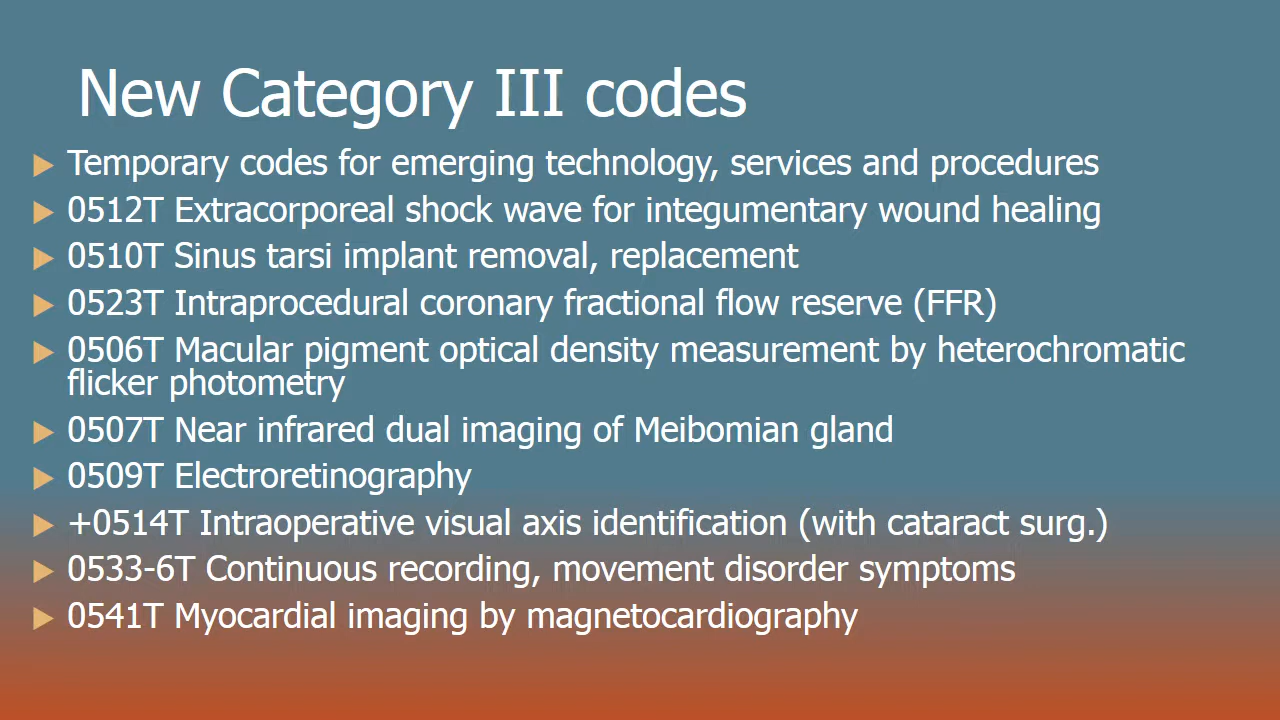 New Category III codes
Temporary codes for emerging technology, services and procedures
0512T Extracorporeal shock wave for integumentary wound healing
0510T Sinus tarsi implant removal, replacement
0523T Intraprocedural coronary fractional flow reserve (FFR)
0506T Macular pigment optical density measurement by heterochromatic
flicker photometry
0507T Near infrared dual imaging of Meibomian gland
0509T Electroretinography
+0514T Intraoperative visual axis identification (with cataract surg.)
0533-6T Continuous recording, movement disorder symptoms
0541T Myocardial imaging by magnetocardiography